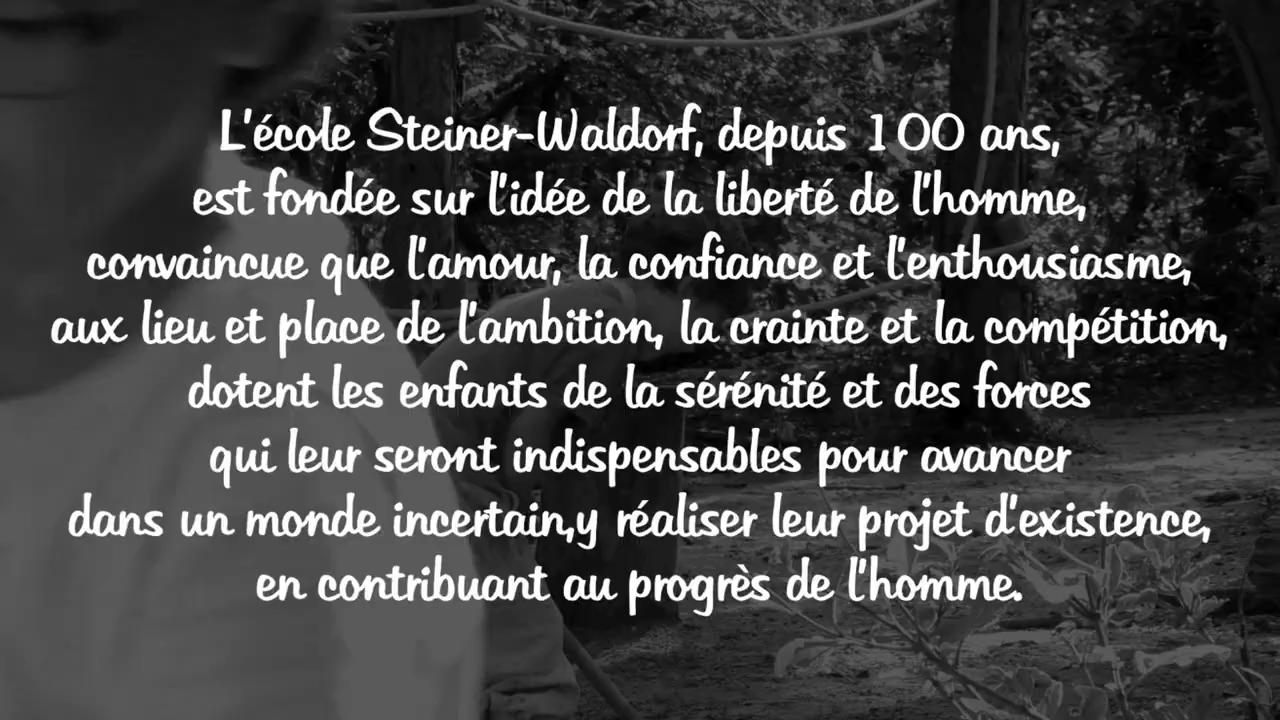 L'école Steiner-Waldorf, depuis 100 ans,
est fondée sur l'idée de la liberté de l'homme,
convaincue que l'amour, la confiance et l'enthousiasme,
aux lieu et place de l'ambition, la crainte et la compétition,
dotent les enfants de la sérénité et des forces
qui leur seront indispensables pour avancer
dans un monde incertain,y réaliser leur projet d'existence,
en contribuant au progrès de l'homme.